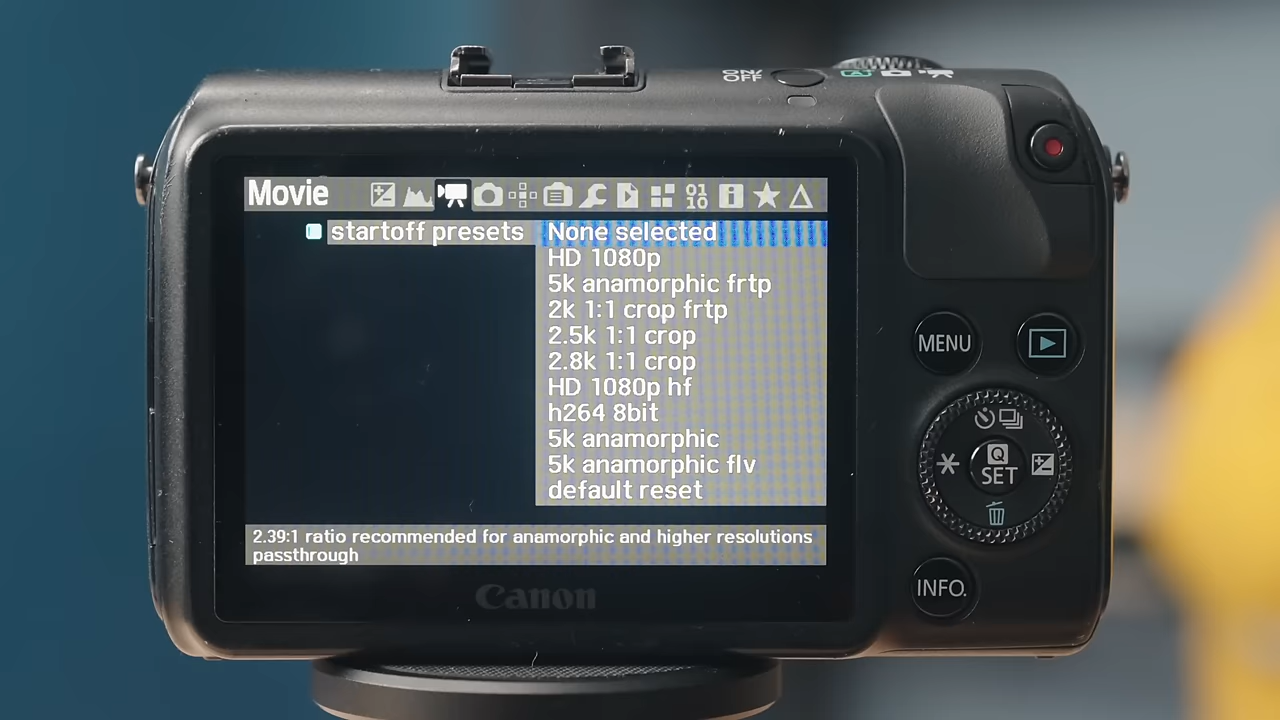 ON/
OFF
A
Movie
01
10
startoff presets
None selected
HD 1080p
5k anamorphic frtp
2k 1:1 crop frtp
2.5k 1:1 crop
2.8k 1:1 crop
HD 1080p hf
h264 8bit
5k anamorphic
5k anamorphic flv
default reset
2.39:1 ratio recommended for anamorphic and higher resolutions
passthrough
Canon
MENU
Q
SET
INFO.